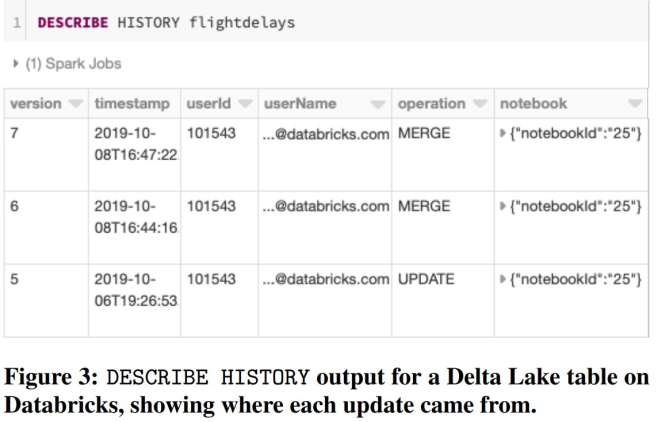 1 DESCRIBE HISTORY flightdelays
(1) Spark Jobs
version timestamp userId userName operation notebook
7 2019-10- 101543 ...@databricks.com MERGE {"notebookId":"25"}
08T16:47:22.
6 2019-10- 101543 ...@databricks.com MERGE {"notebookId":"25"}
08T16:44:16.
5 2019-10- 101543 ...@databricks.com UPDATE {"notebookId":"25"}
06T19:26:53.
Figure 3: DESCRIBE HISTORY output for a Delta Lake table on
Databricks, showing where each update came from.